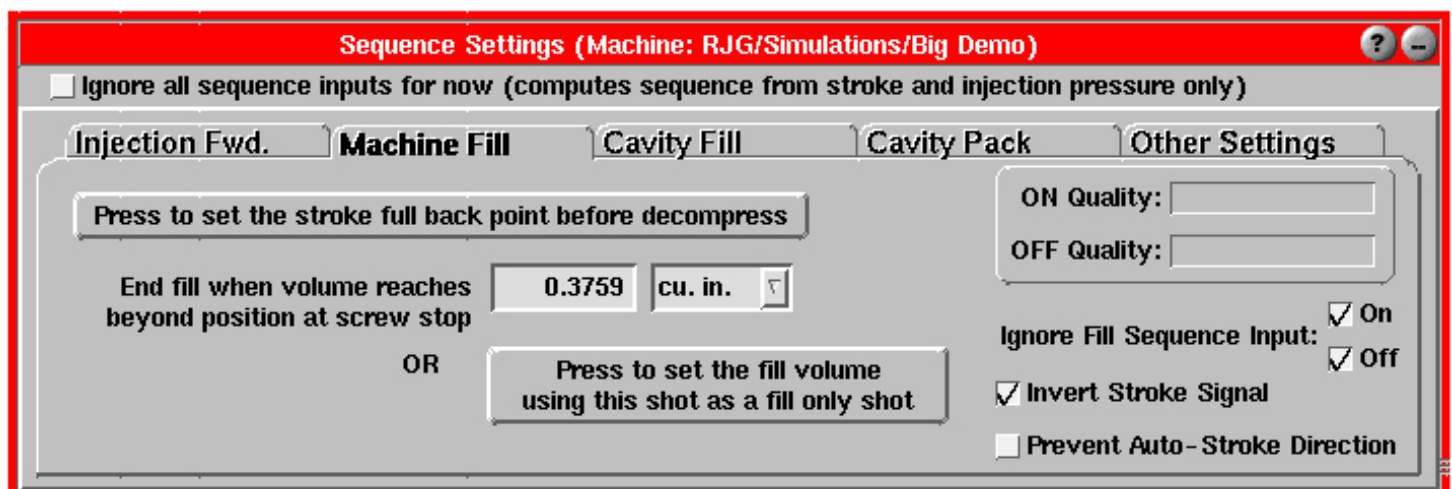 Sequence Settings (Machine: RJG/Simulations/Big Demo)
?
Ignore all sequence inputs for now (computes sequence from stroke and injection pressure only)
Injection Fwd. Machine Fill Cavity Fill Cavity Pack Other Settings
Press to set the stroke full back point before decompress
End fill when volume reaches
beyond position at screw stop
0.3759 cu. in.
OR
Press to set the fill volume
using this shot as a fill only shot
ON Quality:
OFF Quality:
Ignore Fill Sequence Input:
On
Off
Invert Stroke Signal
Prevent Auto-Stroke Direction